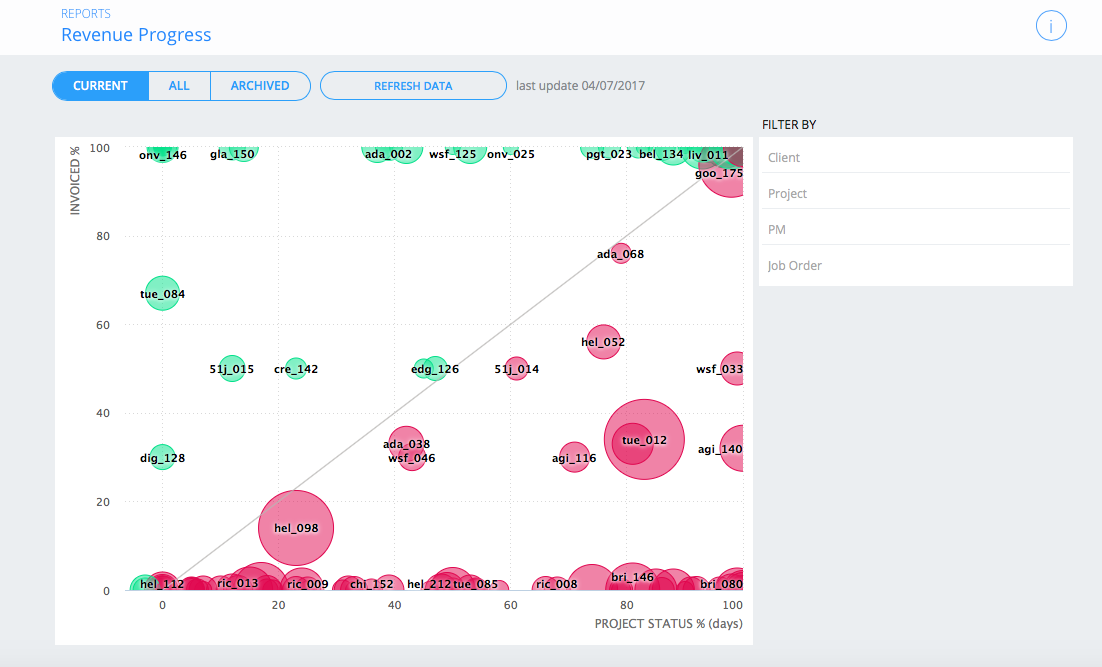 REPORTS
Revenue Progress
i
CURRENT ALL ARCHIVED REFRESH DATA last update 04/07/2017
FILTER BY
Client
Project
PM
Job Order
INVOICED %
100
80
60
40
20
0
onv_146 gla_150 ada_002 wsf_125 onv_025 pgt_023 bel_134 liv_011
goo_175
ada_068
tue_084
hel_052
51j_015 cre_142 edg_126 51j_014 wsf_033
ada_038 tue_012
wsf_046 agi_116 agi_140
dig_128
hel_098
hel_112 ric_013 ric_009 chi_152 hel_212 tue_085 ric_008 bri_146 bri_080
0 20 40 60 80 100
PROJECT STATUS % (days)